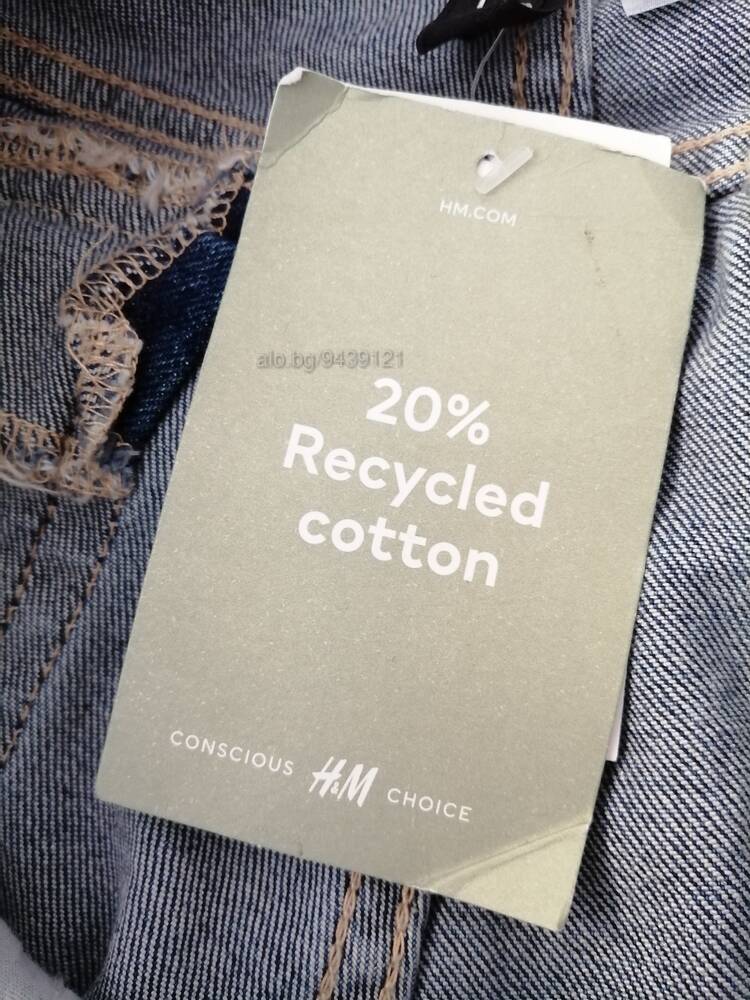 HM.COM
alo.bg/9439121
20%
Recycled
cotton
CONSCIOUS H&M CHOICE